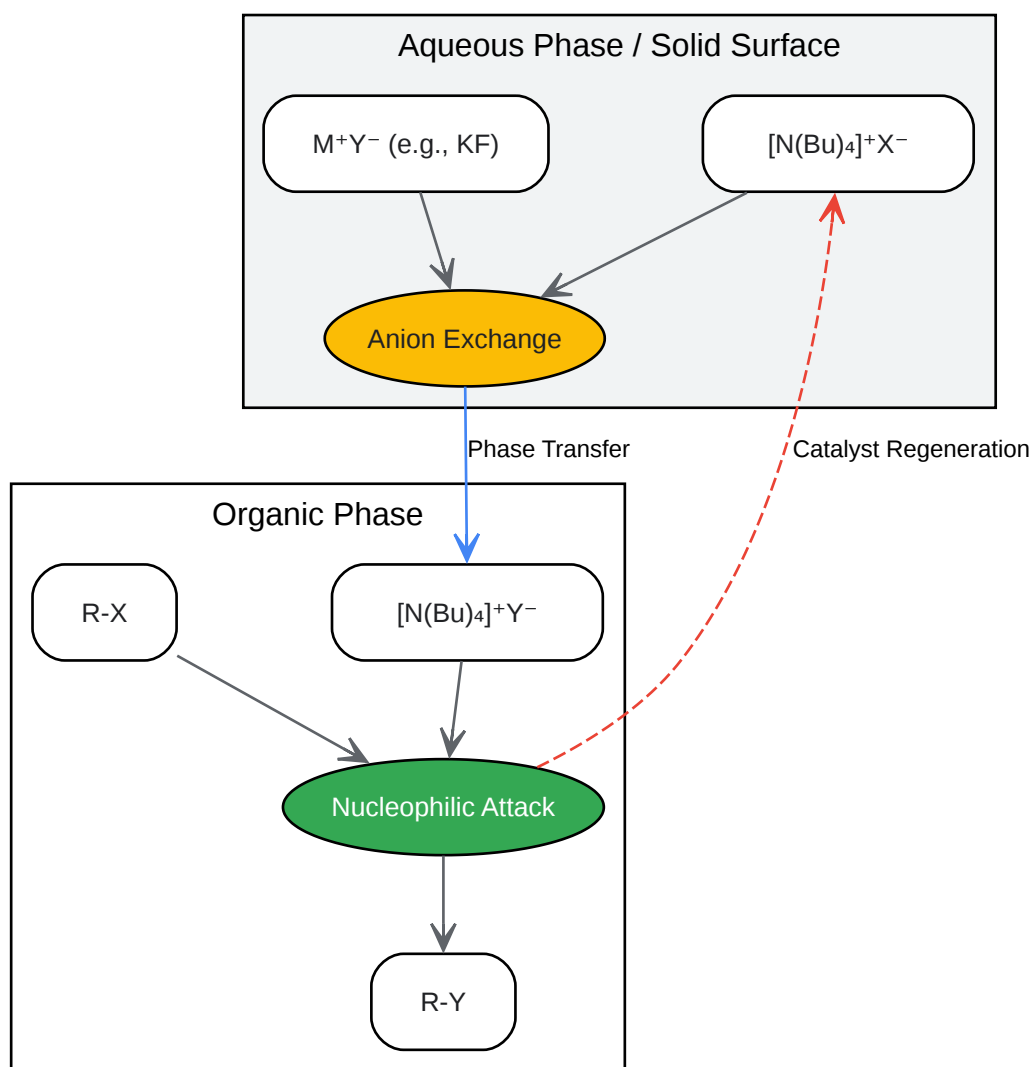 Aqueous Phase / Solid Surface
M⁺Y⁻ (e.g., KF)
[N(Bu)₄]⁺X⁻
Anion Exchange
Phase Transfer
Catalyst Regeneration
Organic Phase
R-X
[N(Bu)₄]⁺Y⁻
Nucleophilic Attack
R-Y